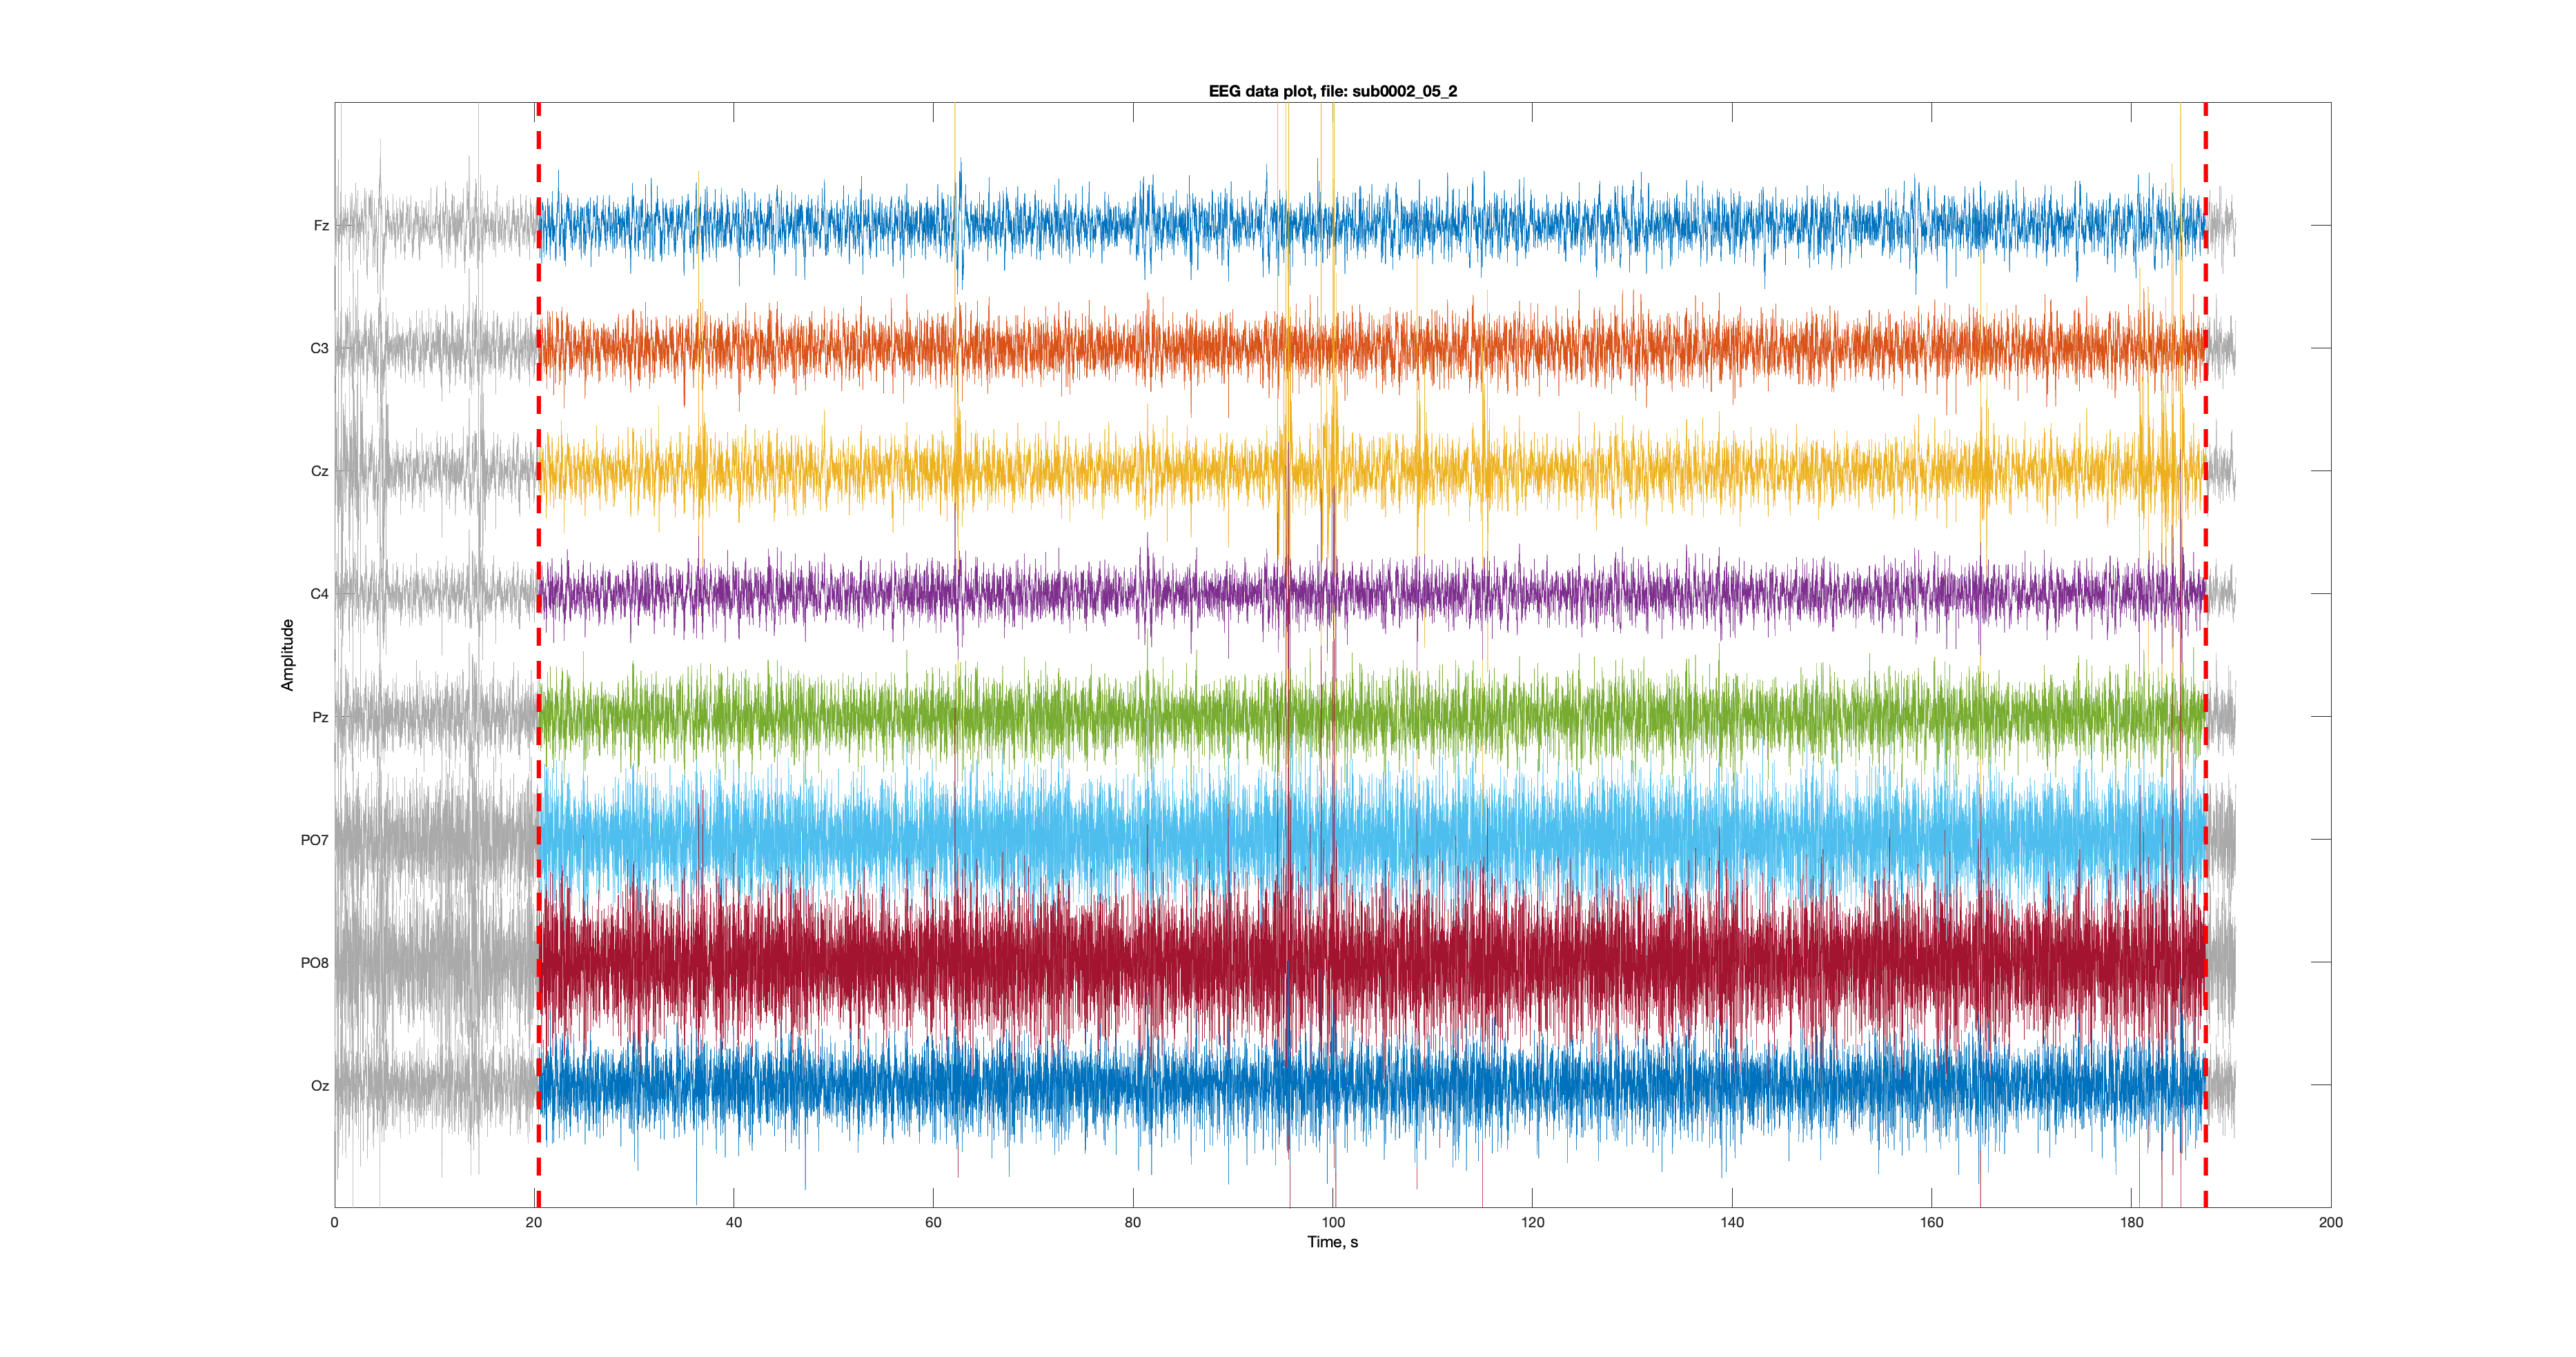 EEG data plot, file: sub0002_05_2
Amplitude
Fz
C3
Cz
C4
Pz
PO7
PO8
Oz
0 20 40 60 80 100 120 140 160 180 200
Time, s